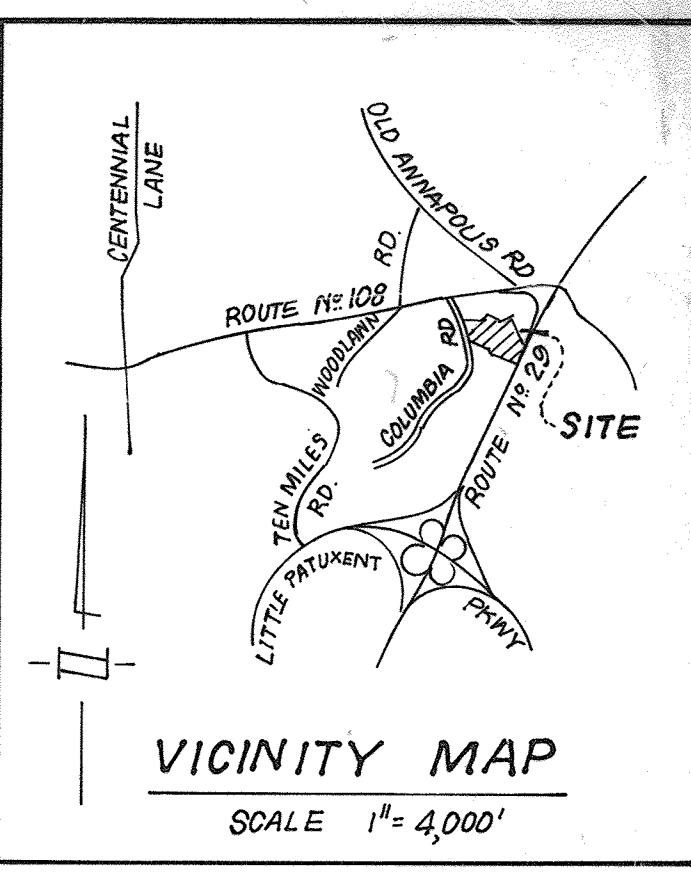 CENTENNIAL
LANE
OLD ANNAPOLIS RD
RD.
ROUTE Nº 108
WOODLAWN
COLUMBIA
RD
ROUTE Nº 29
SITE
TEN MILES
RD.
LITTLE PATUXENT
PKWY
N
VICINITY MAP
SCALE 1"= 4,000'